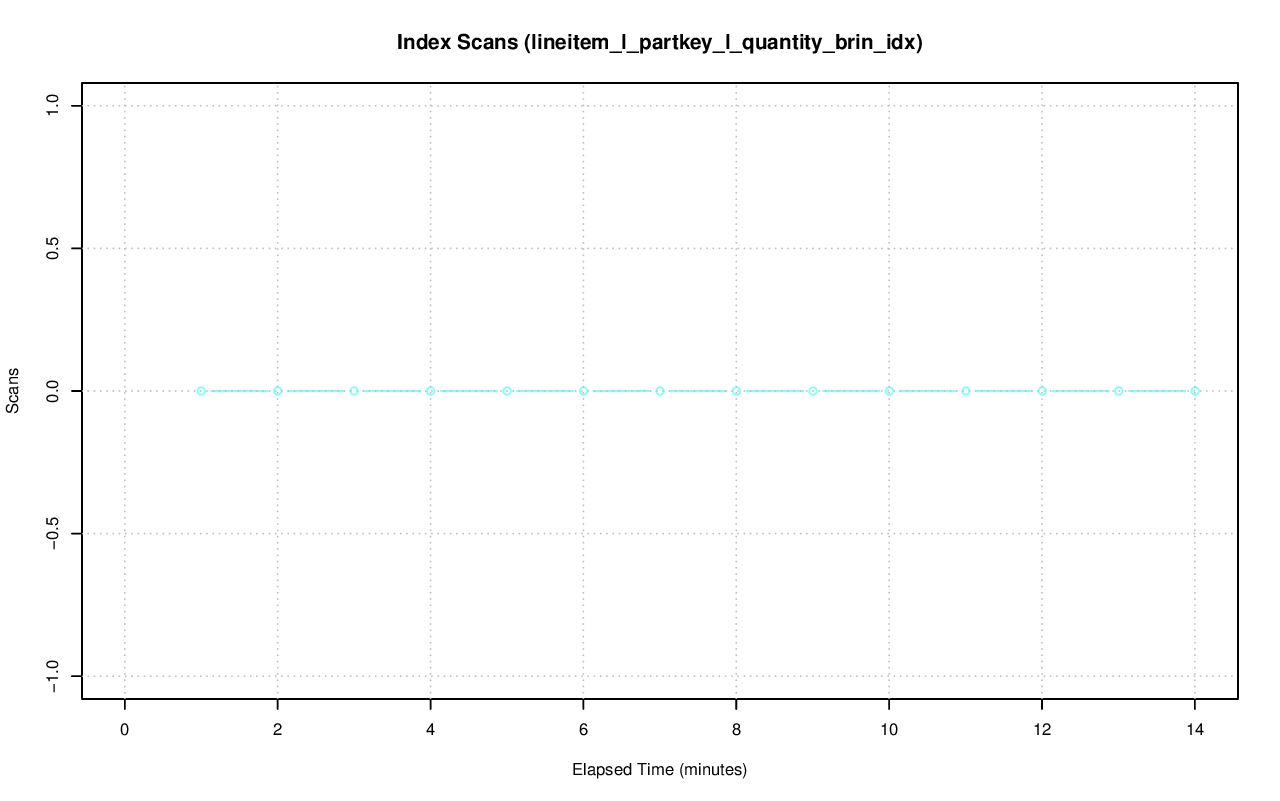 Index Scans (lineitem_l_partkey_l_quantity_brin_idx)
Scans
1.0
0.5
0.0
−0.5
−1.0
0 2 4 6 8 10 12 14
Elapsed Time (minutes)